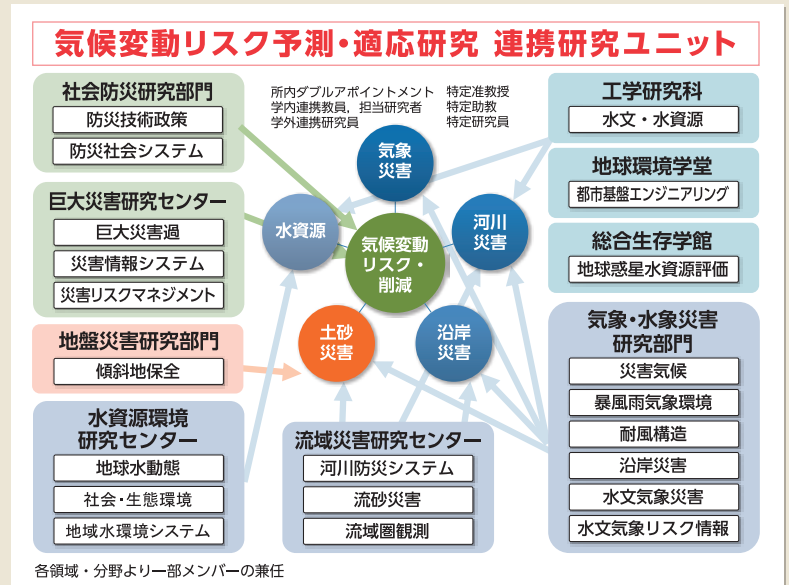 気候変動リスク予測・適応研究 連携研究ユニット
社会防災研究部門
防災技術政策
防災社会システム
巨大災害研究センター
巨大災害過
災害情報システム
災害リスクマネジメント
地盤災害研究部門
傾斜地保全
水資源環境
研究センター
地球水動態
社会・生態環境
地域水環境システム
所内ダブルアポイントメント
学内連携教員，担当研究者
学外連携研究員
特定准教授
特定助教
特定研究員
気象
災害
水資源
河川
災害
気候変動
リスク・
削減
土砂
災害
沿岸
災害
流域災害研究センター
河川防災システム
流砂災害
流域圏観測
工学研究科
水文・水資源
地球環境学堂
都市基盤エンジニアリング
総合生存学館
地球惑星水資源評価
気象・水象災害
研究部門
災害気候
暴風雨気象環境
耐風構造
沿岸災害
水文気象災害
水文気象リスク情報
各領域・分野より一部メンバーの兼任